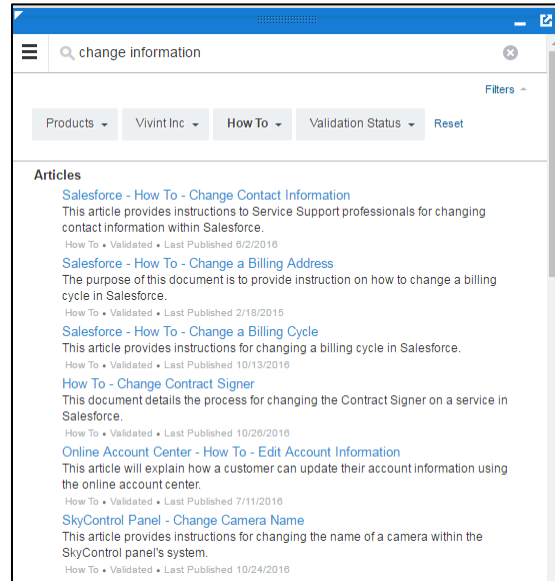 change information
Filters
Products Vivint Inc How To Validation Status Reset
Articles
Salesforce - How To - Change Contact Information
This article provides instructions to Service Support professionals for changing
contact information within Salesforce.
How To • Validated • Last Published 6/2/2016
Salesforce - How To - Change a Billing Address
The purpose of this document is to provide instruction on how to change a billing
cycle in Salesforce.
How To • Validated • Last Published 2/18/2015
Salesforce - How To - Change a Billing Cycle
This article provides instructions for changing a billing cycle in Salesforce.
How To • Validated • Last Published 10/13/2016
How To - Change Contract Signer
This document details the process for changing the Contract Signer on a service in
Salesforce.
How To • Validated • Last Published 10/26/2016
Online Account Center - How To - Edit Account Information
This article will explain how a customer can update their account information using
the online account center.
How To • Validated • Last Published 7/11/2016
SkyControl Panel - Change Camera Name
This article provides instructions for changing the name of a camera within the
SkyControl panel's system.
How To • Validated • Last Published 10/24/2016